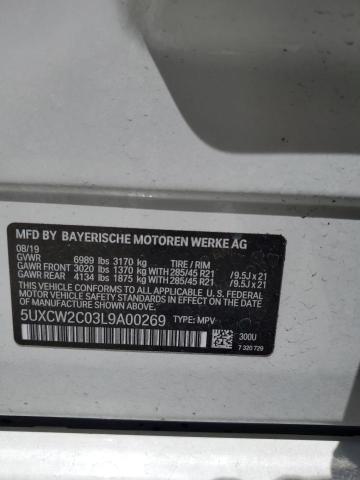 MFD BY BAYERISCHE MOTOREN WERKE AG
08/19
GVWR 6989 lbs 3170 kg TIRE / RIM
GAWR FRONT 3020 lbs 1370 kg WITH 285/45 R21 /9.5J x 21
GAWR REAR 4134 lbs 1875 kg WITH 285/45 R21 /9.5J x 21
THIS VEHICLE CONFORMS TO ALL APPLICABLE
FEDERAL MOTOR VEHICLE SAFETY STANDARDS
IN EFFECT ON THE DATE OF
MANUFACTURE SHOWN ABOVE.
5UXCW2C03L9A00269 TYPE: MPV 300U
7 320 729